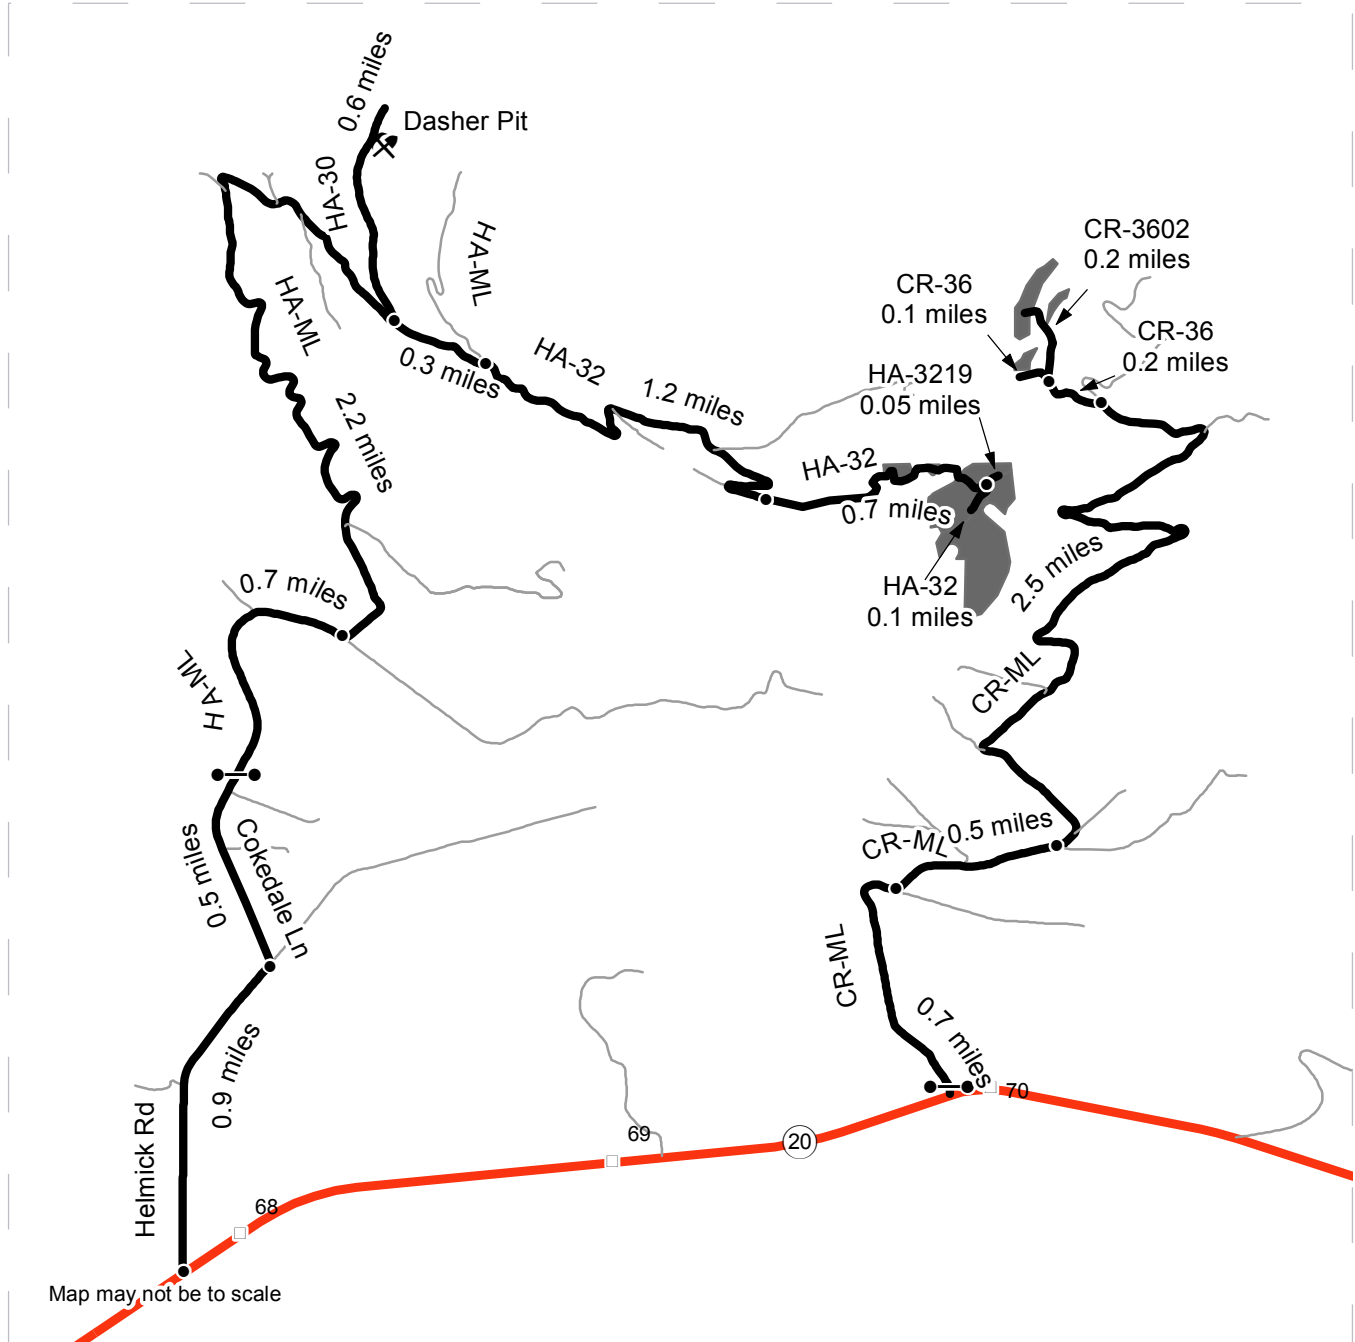 0.6 miles
Dasher Pit
HA-30
HA-ML
HA-ML
CR-3602
0.2 miles
CR-36
0.1 miles
CR-36
0.2 miles
HA-32
0.3 miles
1.2 miles
HA-3219
0.05 miles
2.2 miles
HA-32
0.7 miles
HA-32
0.1 miles
2.5 miles
0.7 miles
HA-ML
CR-ML
0.5 miles
Cokedale Ln
CR-ML
0.5 miles
CR-ML
0.7 miles
0.9 miles
Helmick Rd
70
69
20
68
Map may not be to scale